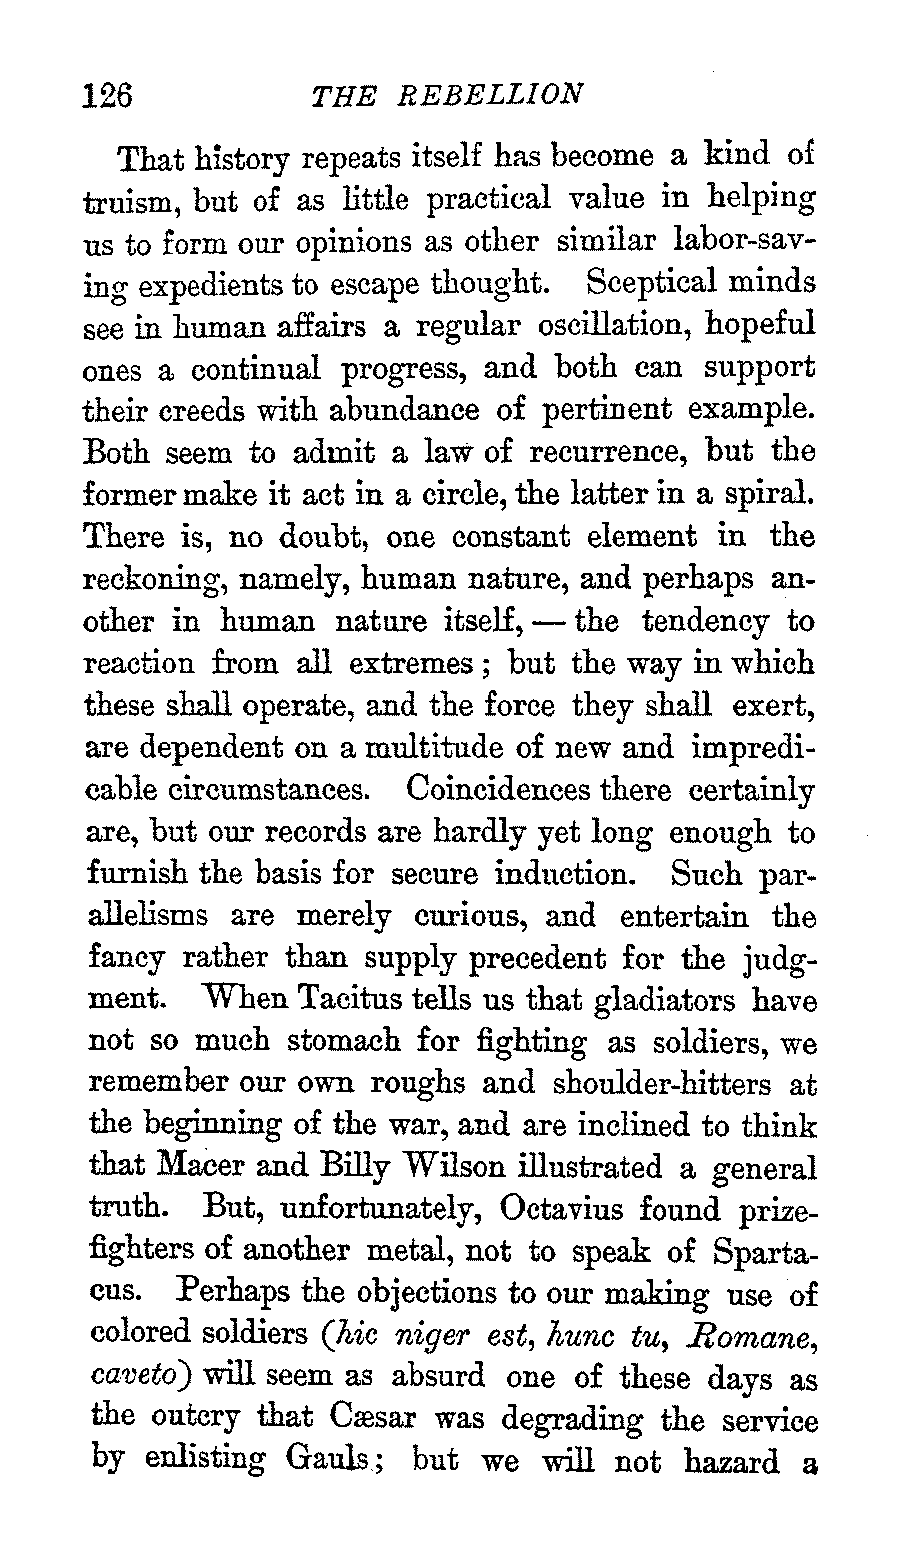 126 THE REBELLION
That history repeats itself has become a kind of
truism, but of as little practical value in helping
us to form our opinions as other similar labor-sav-
ing expedients to escape thought. Sceptical minds
see in human affairs a regular oscillation, hopeful
ones a continual progress, and both can support
their creeds with abundance of pertinent example.
Both seem to admit a law of recurrence, but the
former make it act in a circle, the latter in a spiral.
There is, no doubt, one constant element in the
reckoning, namely, human nature, and perhaps an-
other in human nature itself, — the tendency to
reaction from all extremes; but the way in which
these shall operate, and the force they shall exert,
are dependent on a multitude of new and impredi-
cable circumstances. Coincidences there certainly
are, but our records are hardly yet long enough to
furnish the basis for secure induction. Such par-
allelisms are merely curious, and entertain the
fancy rather than supply precedent for the judg-
ment. When Tacitus tells us that gladiators have
not so much stomach for fighting as soldiers, we
remember our own roughs and shoulder-hitters at
the beginning of the war, and are inclined to think
that Macer and Billy Wilson illustrated a general
truth. But, unfortunately, Octavius found prize-
fighters of another metal, not to speak of Sparta-
cus. Perhaps the objections to our making use of
colored soldiers (hic niger est, hunc tu, Romane,
caveto) will seem as absurd one of these days as
the outcry that Cæsar was degrading the service
by enlisting Gauls; but we will not hazard a